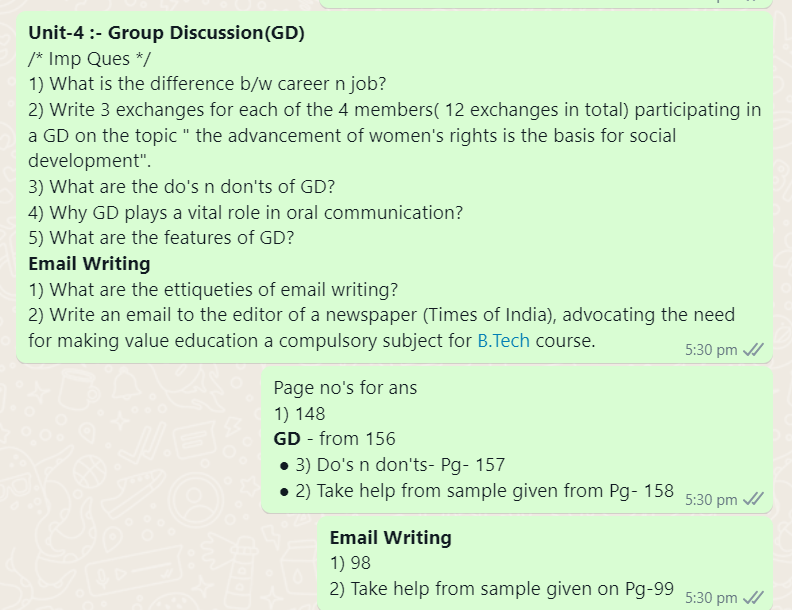 Unit-4 :- Group Discussion(GD)
/* Imp Ques */
1) What is the difference b/w career n job?
2) Write 3 exchanges for each of the 4 members( 12 exchanges in total) participating in
a GD on the topic " the advancement of women's rights is the basis for social
development".
3) What are the do's n don'ts of GD?
4) Why GD plays a vital role in oral communication?
5) What are the features of GD?
Email Writing
1) What are the ettiqueties of email writing?
2) Write an email to the editor of a newspaper (Times of India), advocating the need
for making value education a compulsory subject for B.Tech course.
5:30 pm
Page no's for ans
1) 148
GD - from 156
● 3) Do's n don'ts- Pg- 157
● 2) Take help from sample given from Pg- 158
5:30 pm
Email Writing
1) 98
2) Take help from sample given on Pg-99
5:30 pm